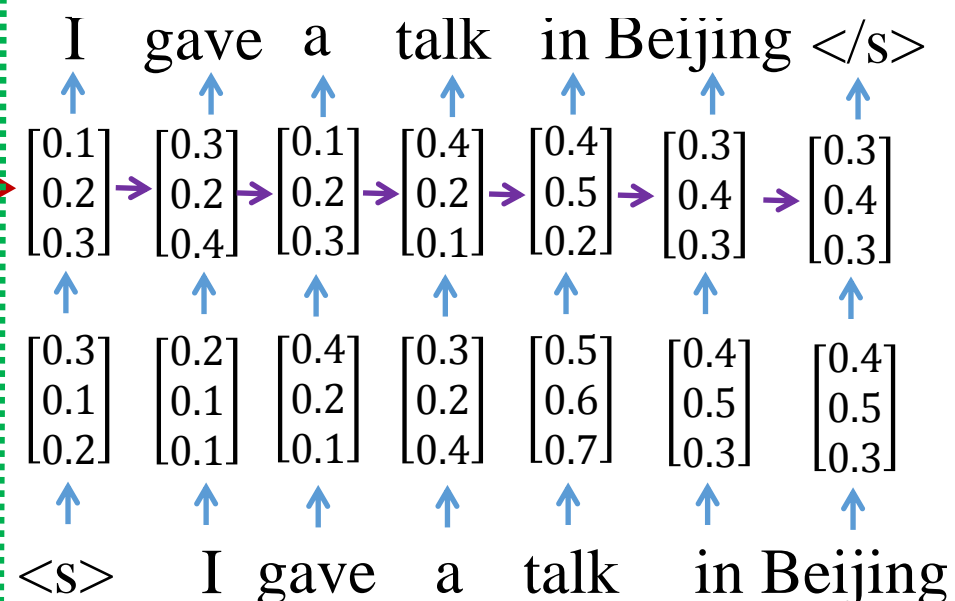 I gave a talk in Beijing </s>
[0.1 [0.3 [0.1 [0.4 [0.4 [0.3 [0.3
0.2 0.2 0.2 0.2 0.5 0.4 0.4
0.3] 0.4] 0.3] 0.1] 0.2] 0.3] 0.3]
[0.3 [0.2 [0.4 [0.3 [0.5 [0.4 [0.4
0.1 0.1 0.2 0.2 0.6 0.5 0.5
0.2] 0.1] 0.1] 0.4] 0.7] 0.3] 0.3]
<s> I gave a talk in Beijing